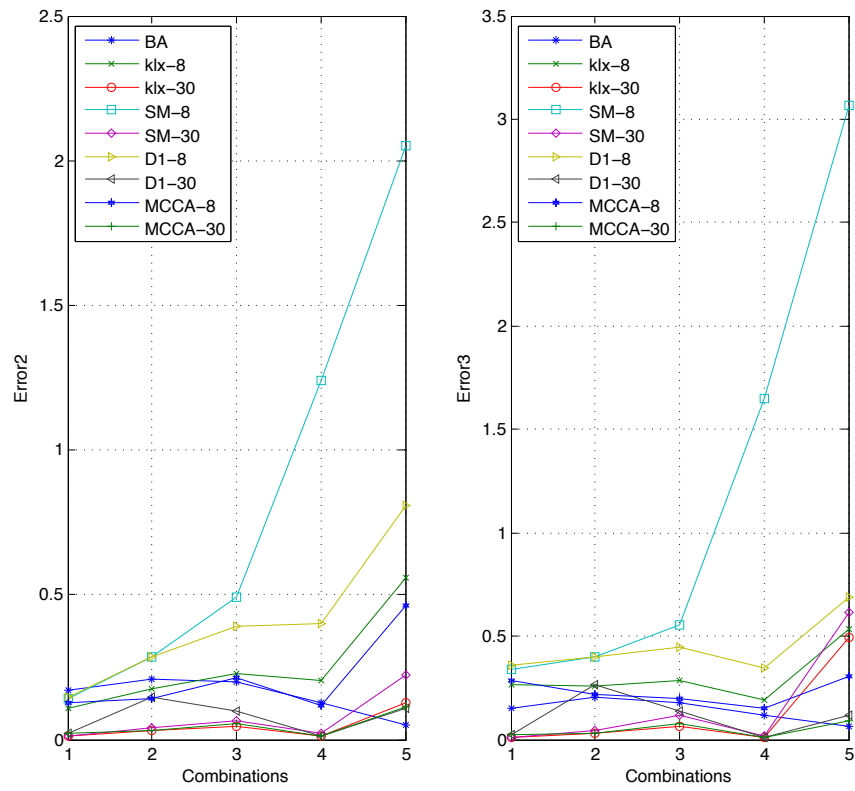 2.5
2
1.5
1
0.5
0
Error2
BA
klx-8
klx-30
SM-8
SM-30
D1-8
D1-30
MCCA-8
MCCA-30
1 2 3 4 5
Combinations
3.5
3
2.5
2
1.5
1
0.5
0
Error3
BA
klx-8
klx-30
SM-8
SM-30
D1-8
D1-30
MCCA-8
MCCA-30
1 2 3 4 5
Combinations